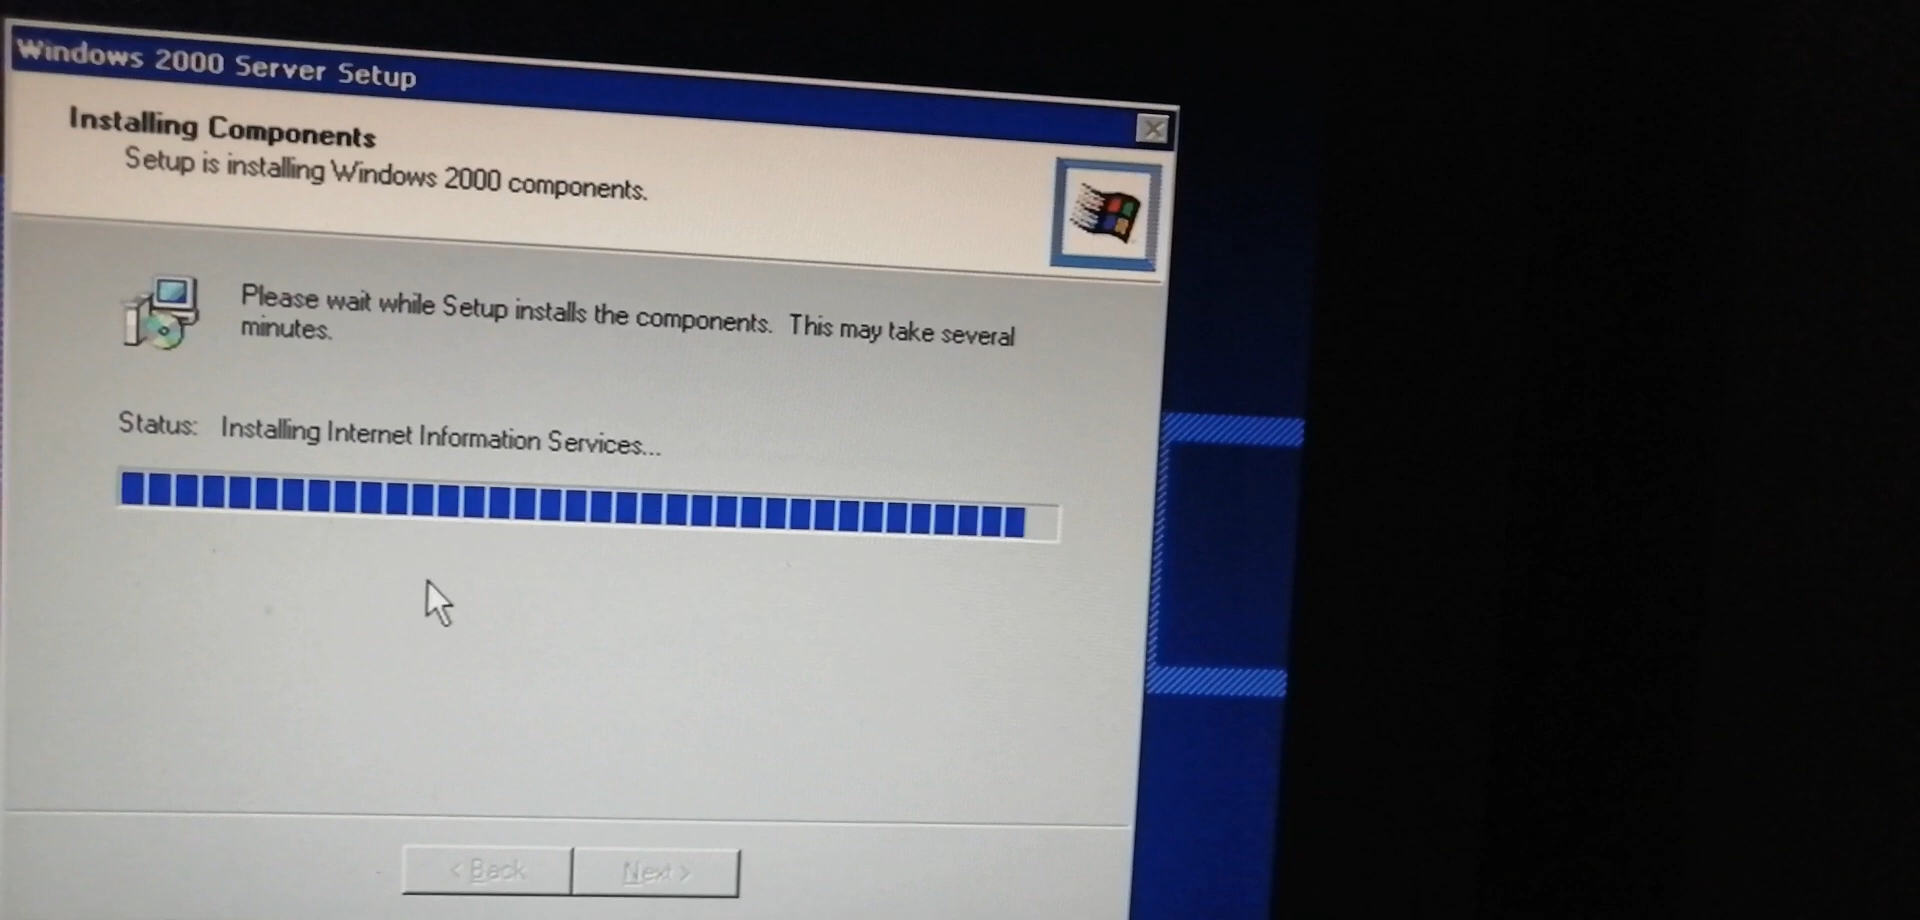 Windows 2000 Server Setup
Installing Components
Setup is installing Windows 2000 components.
Please wait while Setup installs the components.  This may take several
minutes.
Status:  Installing Internet Information Services...
< Back  Next >